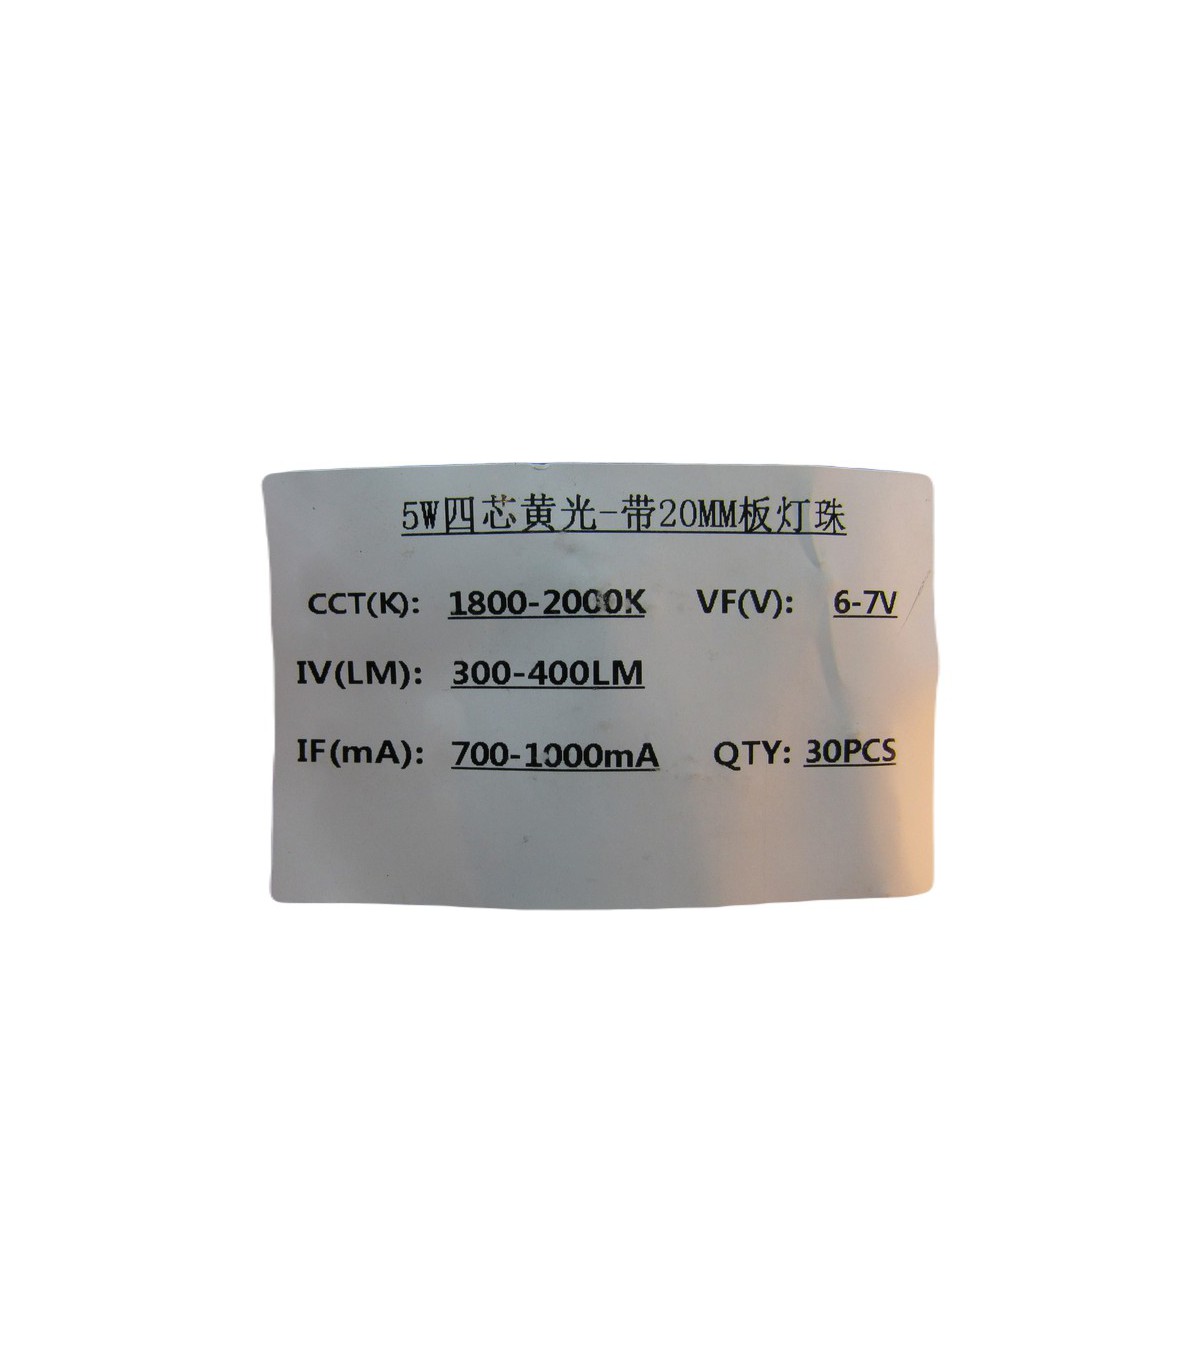 5W四芯黄光-带20MM板灯珠
CCT(K): 1800-2000K VF(V): 6-7V
IV(LM): 300-400LM
IF(mA): 700-1000mA QTY: 30PCS